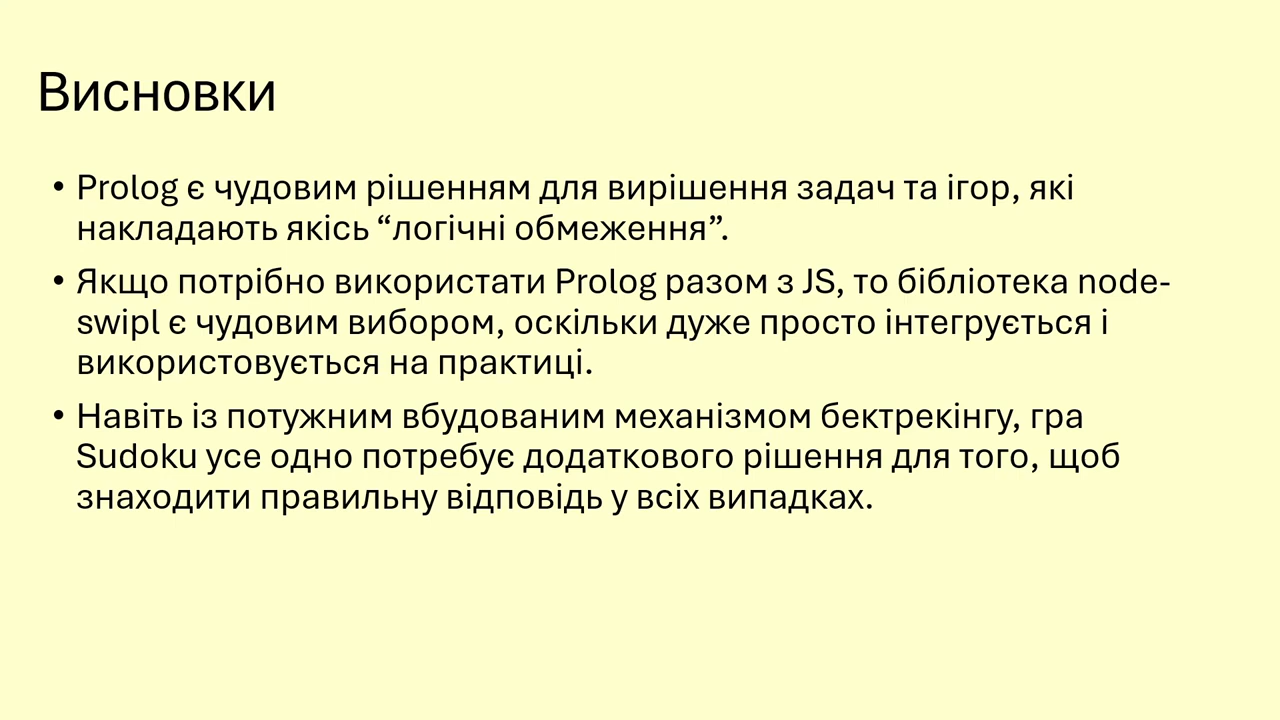 Висновки
• Prolog є чудовим рішенням для вирішення задач та ігор, які
накладають якісь “логічні обмеження”.
• Якщо потрібно використати Prolog разом з JS, то бібліотека node-
swipl є чудовим вибором, оскільки дуже просто інтегрується і
використовується на практиці.
• Навіть із потужним вбудованим механізмом бектрекінгу, гра
Sudoku усе одно потребує додаткового рішення для того, щоб
знаходити правильну відповідь у всіх випадках.